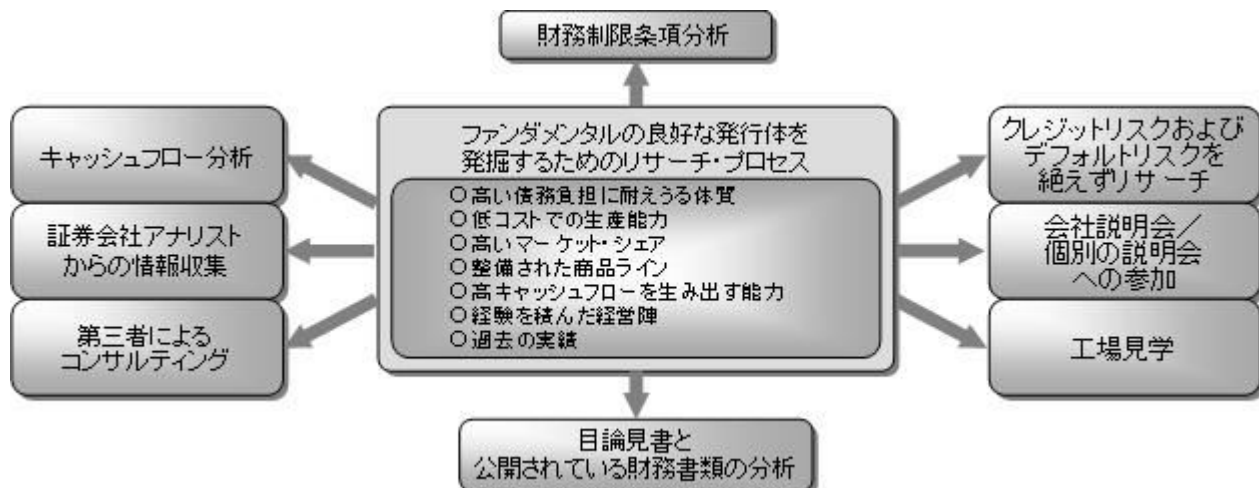 財務制限条項分析
キャッシュフロー分析
証券会社アナリスト
からの情報収集
第三者による
コンサルティング
ファンダメンタルの良好な発行体を
発掘するためのリサーチ・プロセス
○高い債務負担に耐えうる体質
○低コストでの生産能力
○高いマーケット・シェア
○整備された商品ライン
○高キャッシュフローを生み出す能力
○経験を積んだ経営陣
○過去の実績
クレジットリスクおよび
デフォルトリスクを
絶えずリサーチ
会社説明会／
個別の説明会
への参加
工場見学
目論見書と
公開されている財務書類の分析